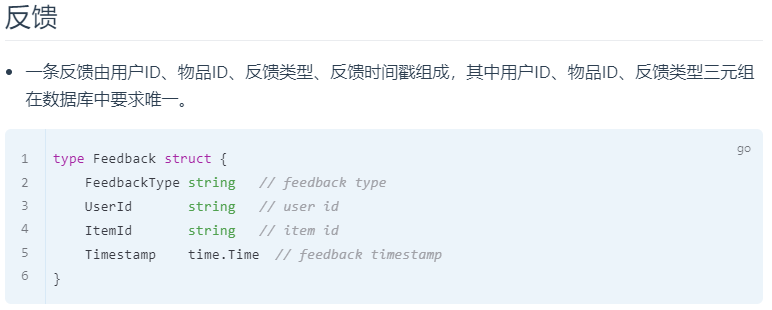 反馈
• 一条反馈由用户ID、物品ID、反馈类型、反馈时间戳组成，其中用户ID、物品ID、反馈类型三元组
在数据库中要求唯一。
go
1 type Feedback struct {
2     FeedbackType string   // feedback type
3     UserId       string   // user id
4     ItemId       string   // item id
5     Timestamp    time.Time  // feedback timestamp
6 }